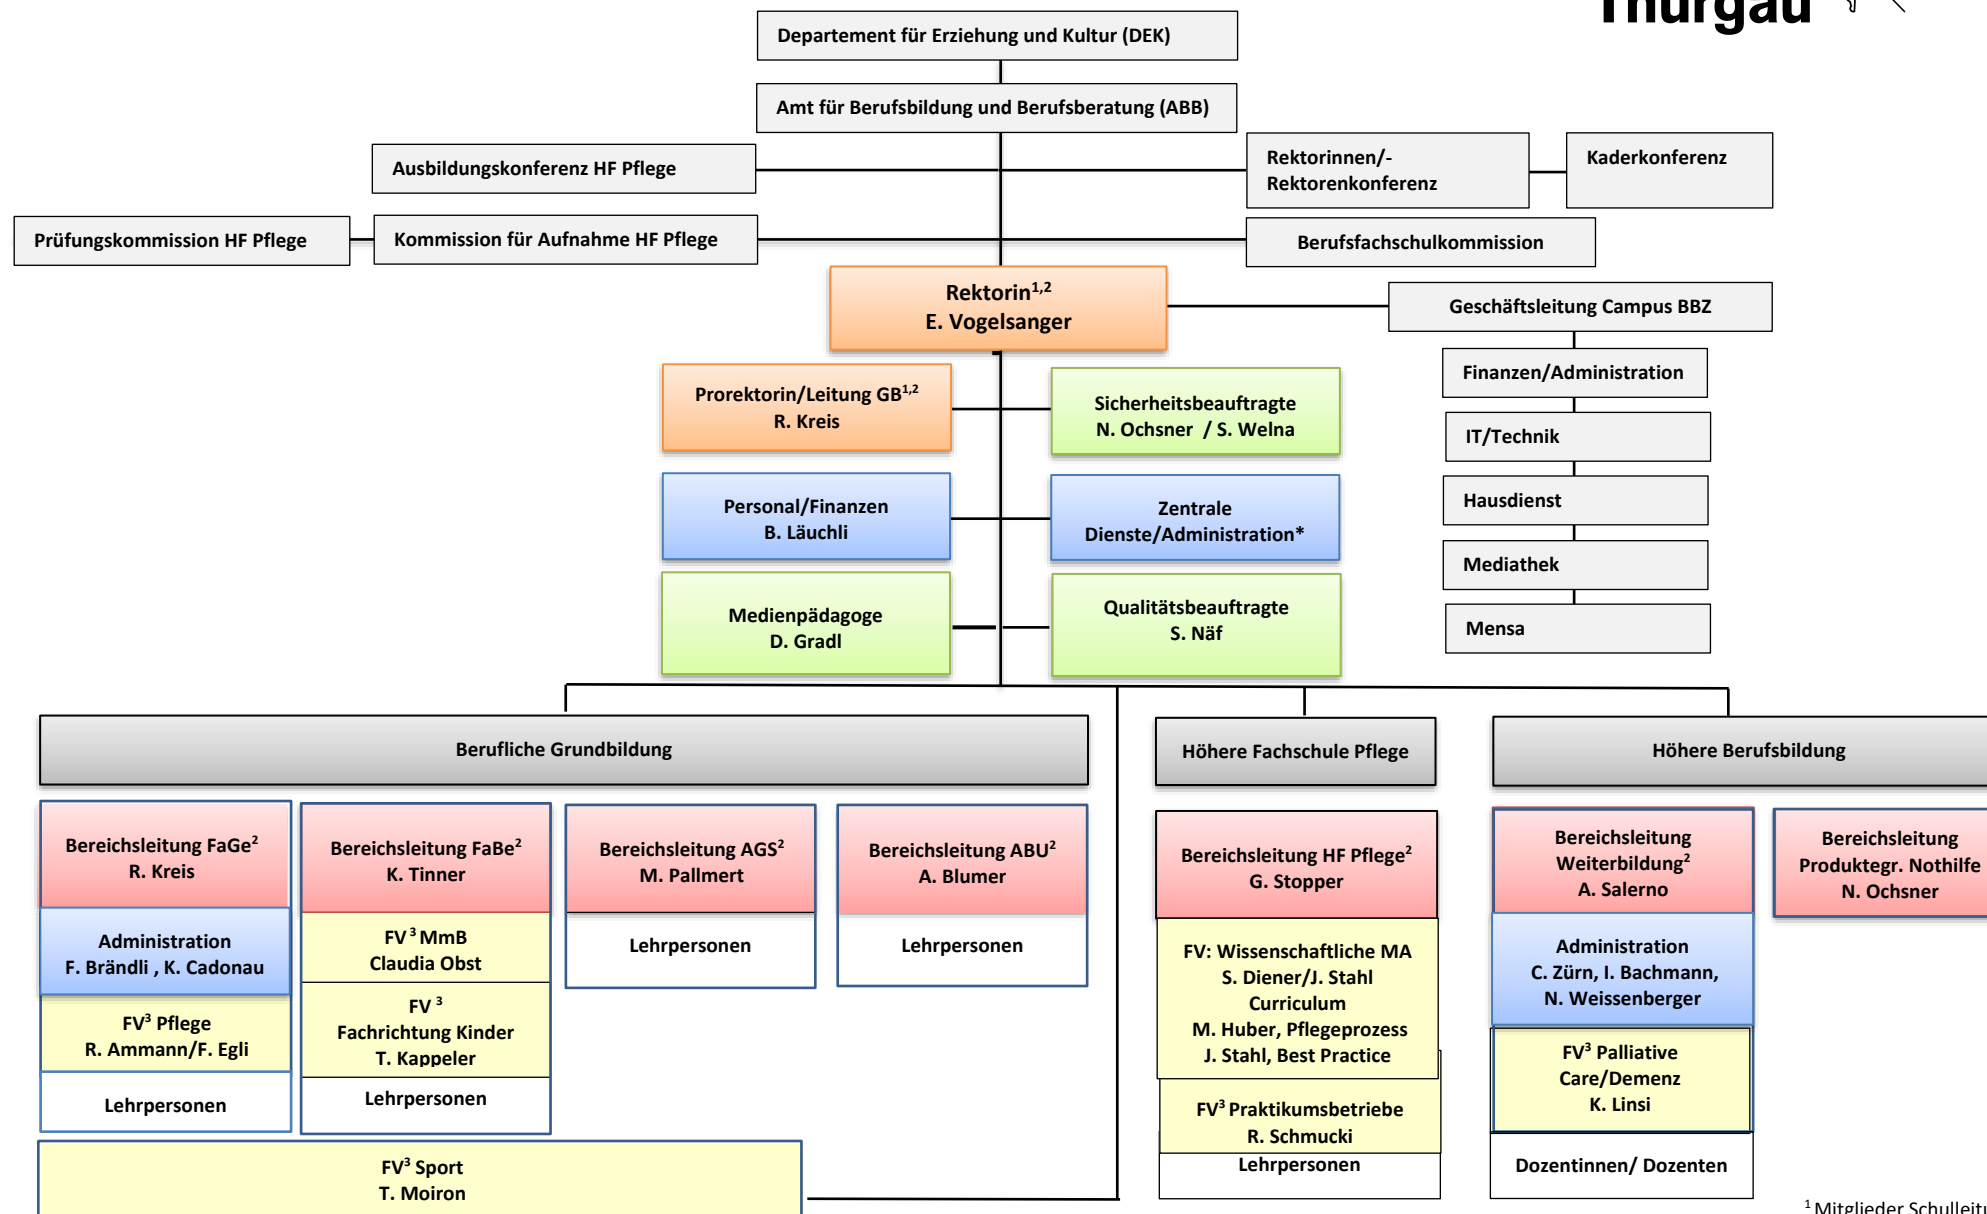 Thurgau
Departement für Erziehung und Kultur (DEK)
Amt für Berufsbildung und Berufsberatung (ABB)
Ausbildungskonferenz HF Pflege
Rektorinnen/-
Rektorenkonferenz
Kaderkonferenz
Prüfungskommission HF Pflege
Kommission für Aufnahme HF Pflege
Berufsfachschulkommission
Rektorin1,2
E. Vogelsanger
Geschäftsleitung Campus BBZ
Finanzen/Administration
IT/Technik
Hausdienst
Mediathek
Mensa
Prorektorin/Leitung GB1,2
R. Kreis
Sicherheitsbeauftragte
N. Ochsner / S. Welna
Personal/Finanzen
B. Läuchli
Zentrale
Dienste/Administration*
Medienpädagoge
D. Gradl
Qualitätsbeauftragte
S. Näf
Berufliche Grundbildung
Höhere Fachschule Pflege
Höhere Berufsbildung
Bereichsleitung FaGe2
R. Kreis
Administration
F. Brändli , K. Cadonau
FV3 Pflege
R. Ammann/F. Egli
Lehrpersonen
Bereichsleitung FaBe2
K. Tinner
FV 3 MmB
Claudia Obst
FV 3
Fachrichtung Kinder
T. Kappeler
Lehrpersonen
Bereichsleitung AGS2
M. Pallmert
Lehrpersonen
Bereichsleitung ABU2
A. Blumer
Lehrpersonen
FV3 Sport
T. Moiron
Bereichsleitung HF Pflege2
G. Stopper
FV: Wissenschaftliche MA
S. Diener/J. Stahl
Curriculum
M. Huber, Pflegeprozess
J. Stahl, Best Practice
FV3 Praktikumsbetriebe
R. Schmucki
Lehrpersonen
Bereichsleitung
Weiterbildung2
A. Salerno
Administration
C. Zürn, I. Bachmann,
N. Weissenberger
FV3 Palliative
Care/Demenz
K. Linsi
Dozentinnen/ Dozenten
Bereichsleitung
Produktegr. Nothilfe
N. Ochsner
1 Mitglieder